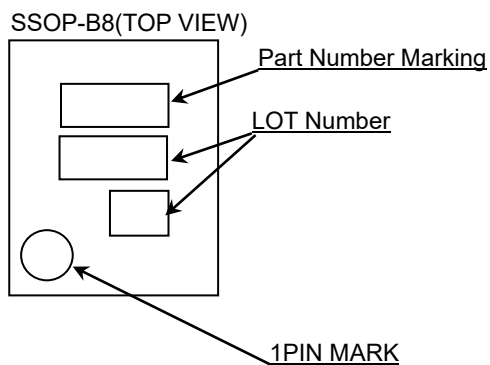 SSOP-B8(TOP VIEW)
Part Number Marking
LOT Number
1PIN MARK